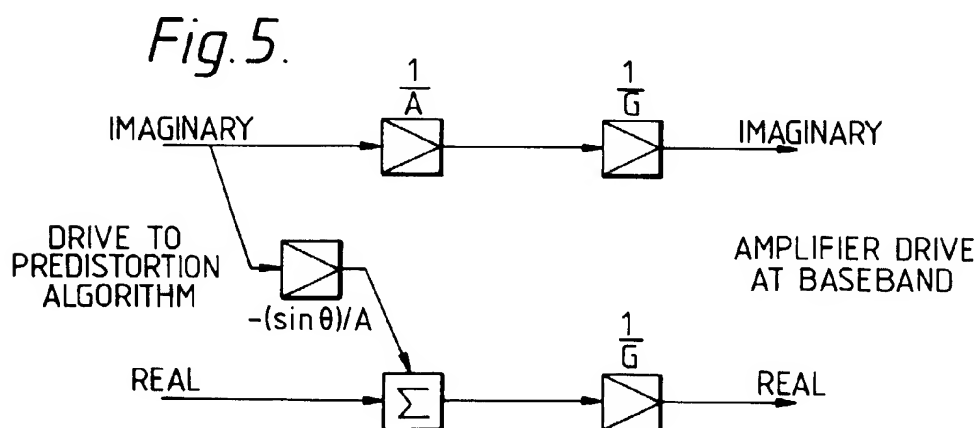 Fig. 5.
1/A
1/G
IMAGINARY
IMAGINARY
DRIVE TO
PREDISTORTION
ALGORITHM
-(sin θ)/A
AMPLIFIER DRIVE
AT BASEBAND
1/G
REAL
Σ
REAL